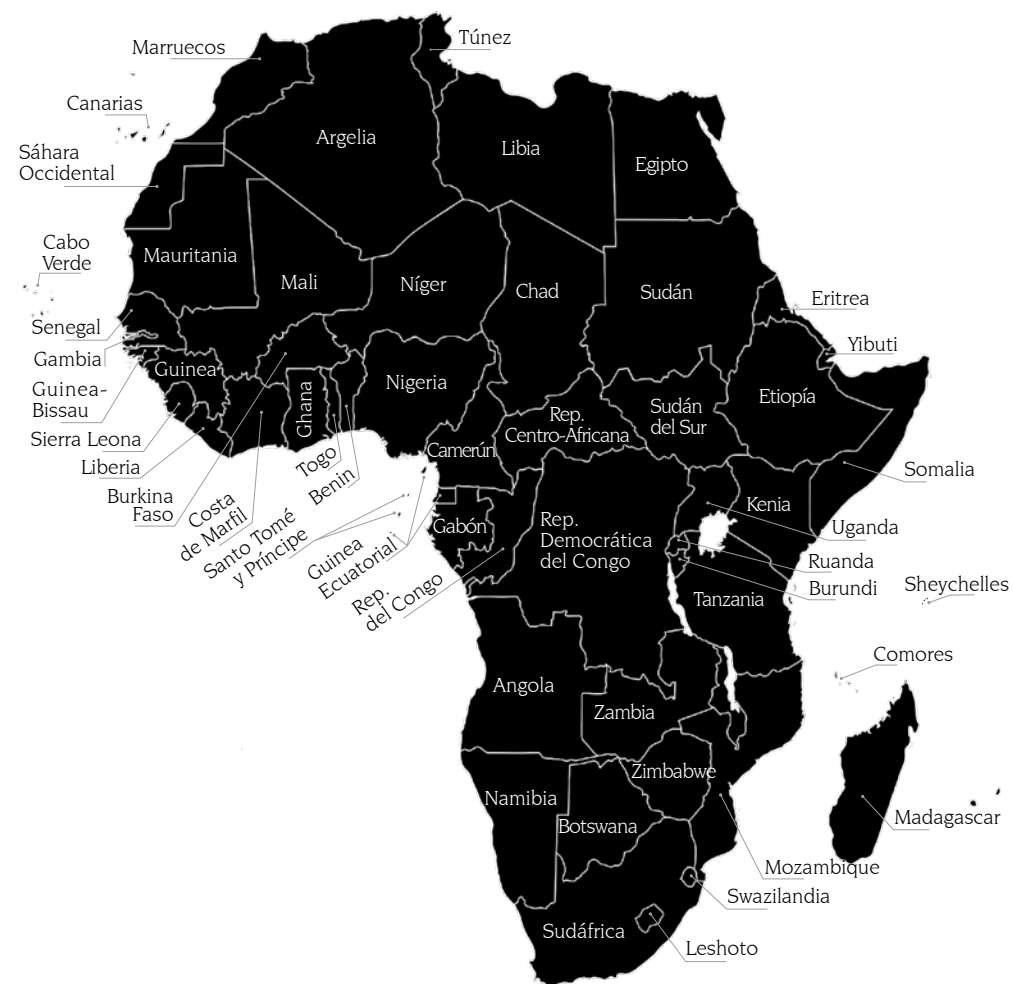 Túnez
Marruecos
Canarias
Argelia
Libia
Sáhara
Occidental
Egipto
Cabo
Verde
Mauritania
Mali
Níger
Chad
Sudán
Eritrea
Senegal
Yibuti
Gambia
Guinea
Guinea-
Bissau
Nigeria
Ghana
Etiopía
Sudán
del Sur
Rep.
Centro-Africana
Sierra Leona
Camerún
Liberia
Togo
Benin
Somalia
Burkina
Faso
Costa
de Marfil
Kenia
Santo Tomé
y Príncipe
Gabón
Rep.
Democrática
del Congo
Uganda
Guinea
Ecuatorial
Ruanda
Rep.
del Congo
Burundi
Sheychelles
Tanzania
Comores
Angola
Zambia
Zimbabwe
Namibia
Botswana
Madagascar
Mozambique
Swazilandia
Sudáfrica
Leshoto